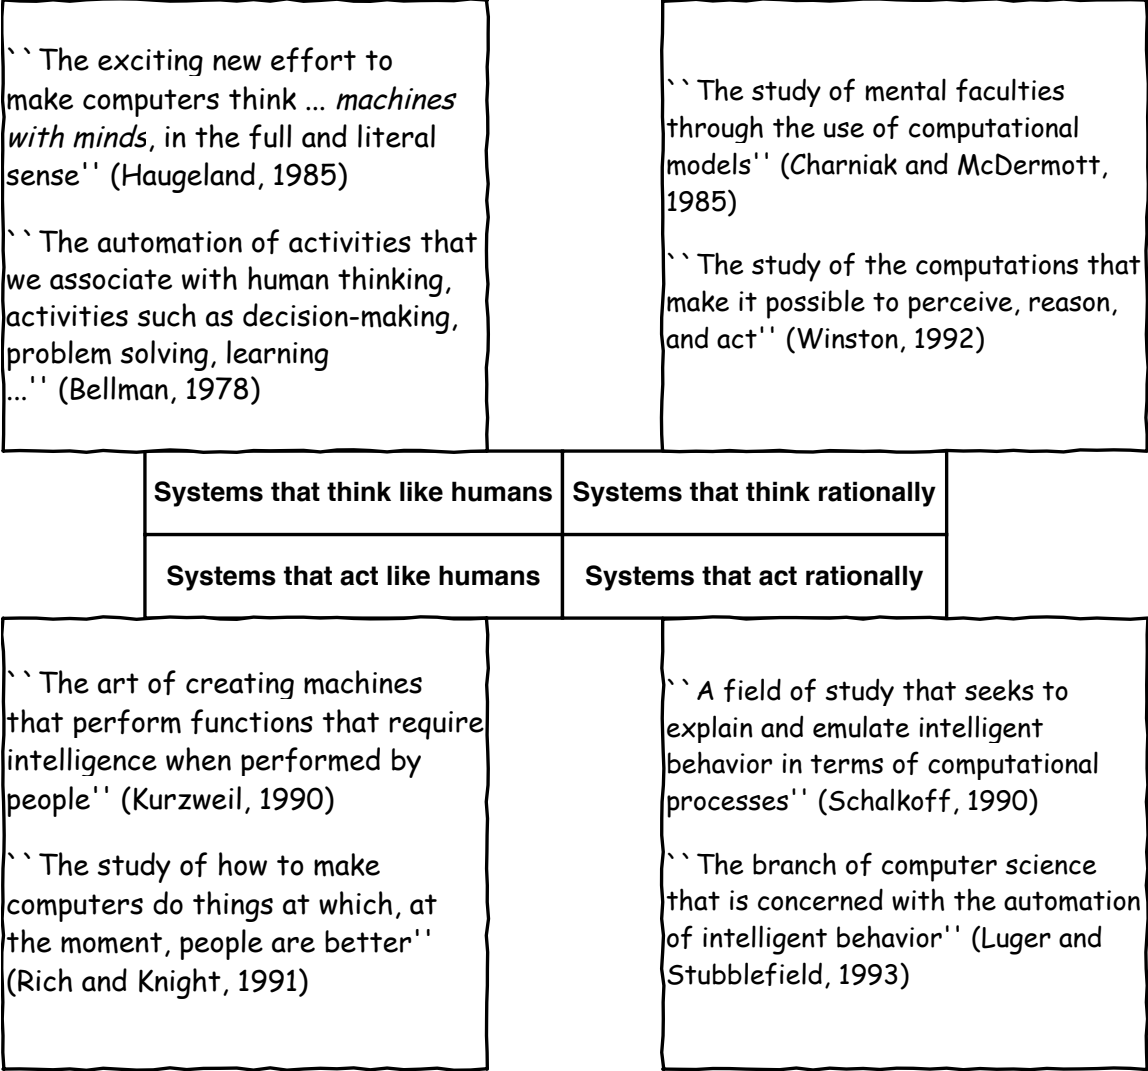 ``The exciting new effort to
make computers think ... machines
with minds, in the full and literal
sense'' (Haugeland, 1985)
``The automation of activities that
we associate with human thinking,
activities such as decision-making,
problem solving, learning
...'' (Bellman, 1978)
``The study of mental faculties
through the use of computational
models'' (Charniak and McDermott,
1985)
``The study of the computations that
make it possible to perceive, reason,
and act'' (Winston, 1992)
Systems that think like humans
Systems that think rationally
Systems that act like humans
Systems that act rationally
``The art of creating machines
that perform functions that require
intelligence when performed by
people'' (Kurzweil, 1990)
``The study of how to make
computers do things at which, at
the moment, people are better''
(Rich and Knight, 1991)
``A field of study that seeks to
explain and emulate intelligent
behavior in terms of computational
processes'' (Schalkoff, 1990)
``The branch of computer science
that is concerned with the automation
of intelligent behavior'' (Luger and
Stubblefield, 1993)